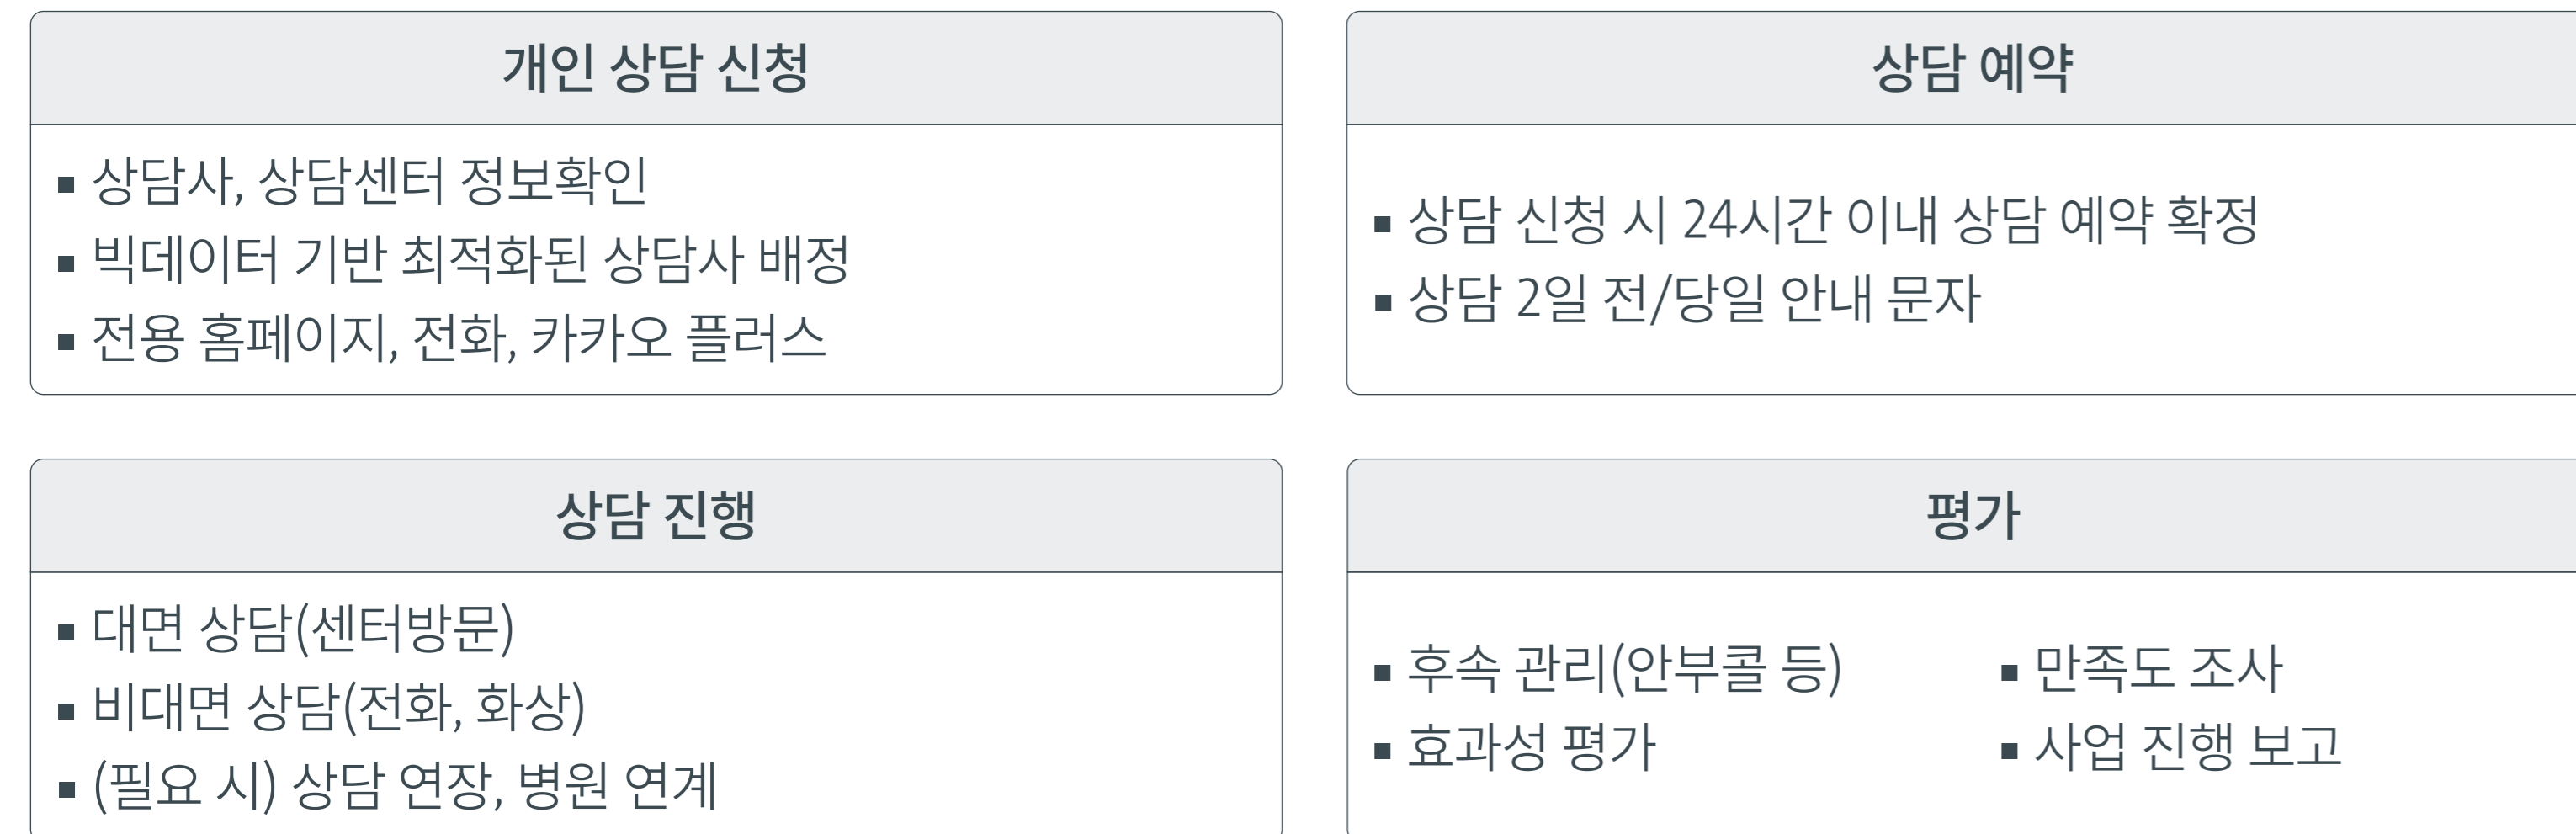 개인 상담 신청
▪ 상담사, 상담센터 정보확인
▪ 빅데이터 기반 최적화된 상담사 배정
▪ 전용 홈페이지, 전화, 카카오 플러스
상담 예약
▪ 상담 신청 시 24시간 이내 상담 예약 확정
▪ 상담 2일 전/당일 안내 문자
상담 진행
▪ 대면 상담(센터방문)
▪ 비대면 상담(전화, 화상)
▪ (필요 시) 상담 연장, 병원 연계
평가
▪ 후속 관리(안부콜 등)
▪ 효과성 평가
▪ 만족도 조사
▪ 사업 진행 보고